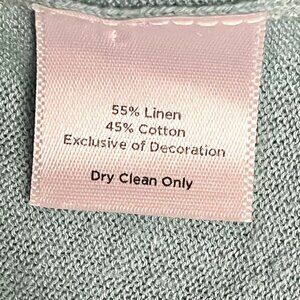 55% Linen
45% Cotton
Exclusive of Decoration
Dry Clean Only